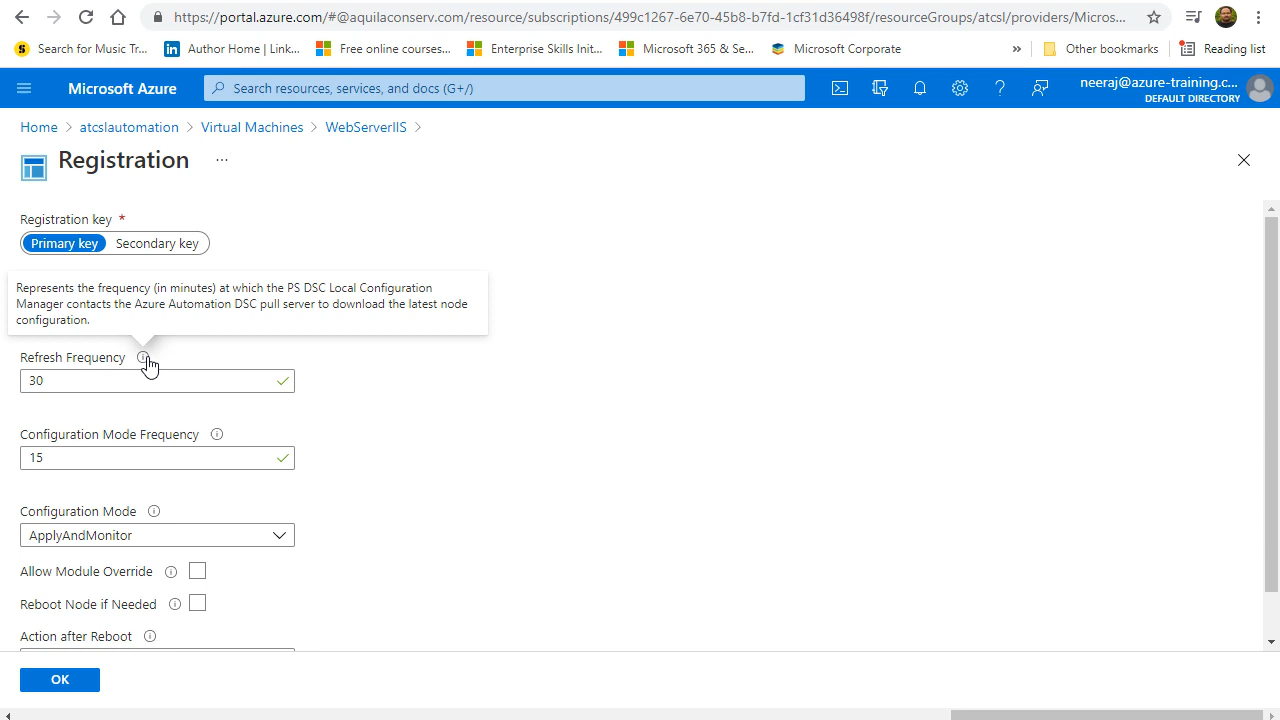 https://portal.azure.com/#@aquilaconserv.com/resource/subscriptions/499c1267-6e70-45b8-b7fd-1cf31d36498f/resourceGroups/atcsl/providers/Micros...
Search for Music Tr...
Author Home | Link...
Free online courses...
Enterprise Skills Init...
Microsoft 365 & Se...
Microsoft Corporate
»
Other bookmarks
Reading list
Microsoft Azure
Search resources, services, and docs (G+/)
neeraj@azure-training.c...
DEFAULT DIRECTORY
Home > atcslautomation > Virtual Machines > WebServerIIS >
Registration ...
Registration key *
Primary key Secondary key
Represents the frequency (in minutes) at which the PS DSC Local Configuration
Manager contacts the Azure Automation DSC pull server to download the latest node
configuration.
Refresh Frequency
30
Configuration Mode Frequency
15
Configuration Mode
ApplyAndMonitor
Allow Module Override
Reboot Node if Needed
Action after Reboot
OK